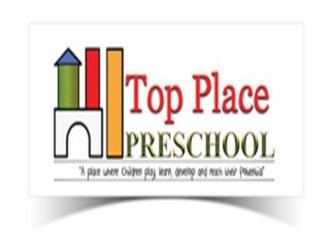 Top Place
PRESCHOOL
"A place where Children play, learn, develop and reach their Potential"